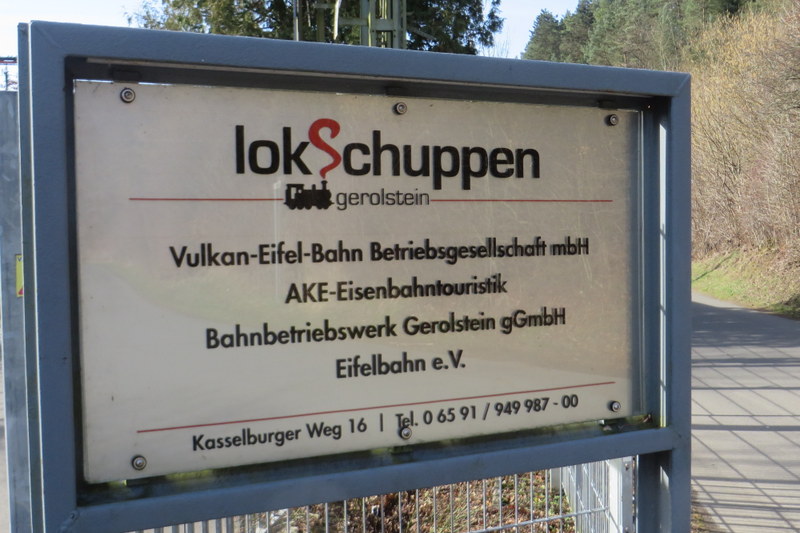 lokSchuppen
gerolstein
Vulkan-Eifel-Bahn Betriebsgesellschaft mbH
AKE-Eisenbahntouristik
Bahnbetriebswerk Gerolstein gGmbH
Eifelbahn e.V.
Kasselburger Weg 16 | Tel. 0 65 91 / 949 987 - 00